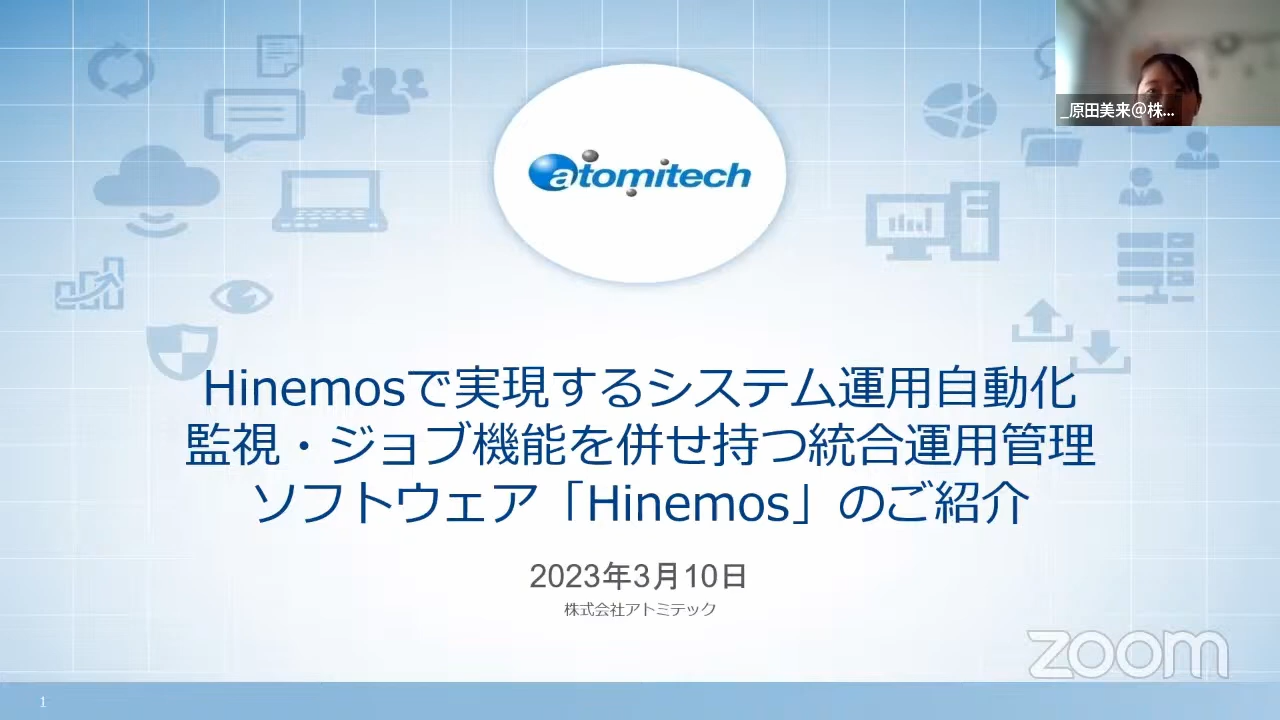 atomitech
_原田美来@株...
Hinemosで実現するシステム運用自動化
監視・ジョブ機能を併せ持つ統合運用管理
ソフトウェア「Hinemos」のご紹介
2023年3月10日
株式会社アトミテック
zoom
1